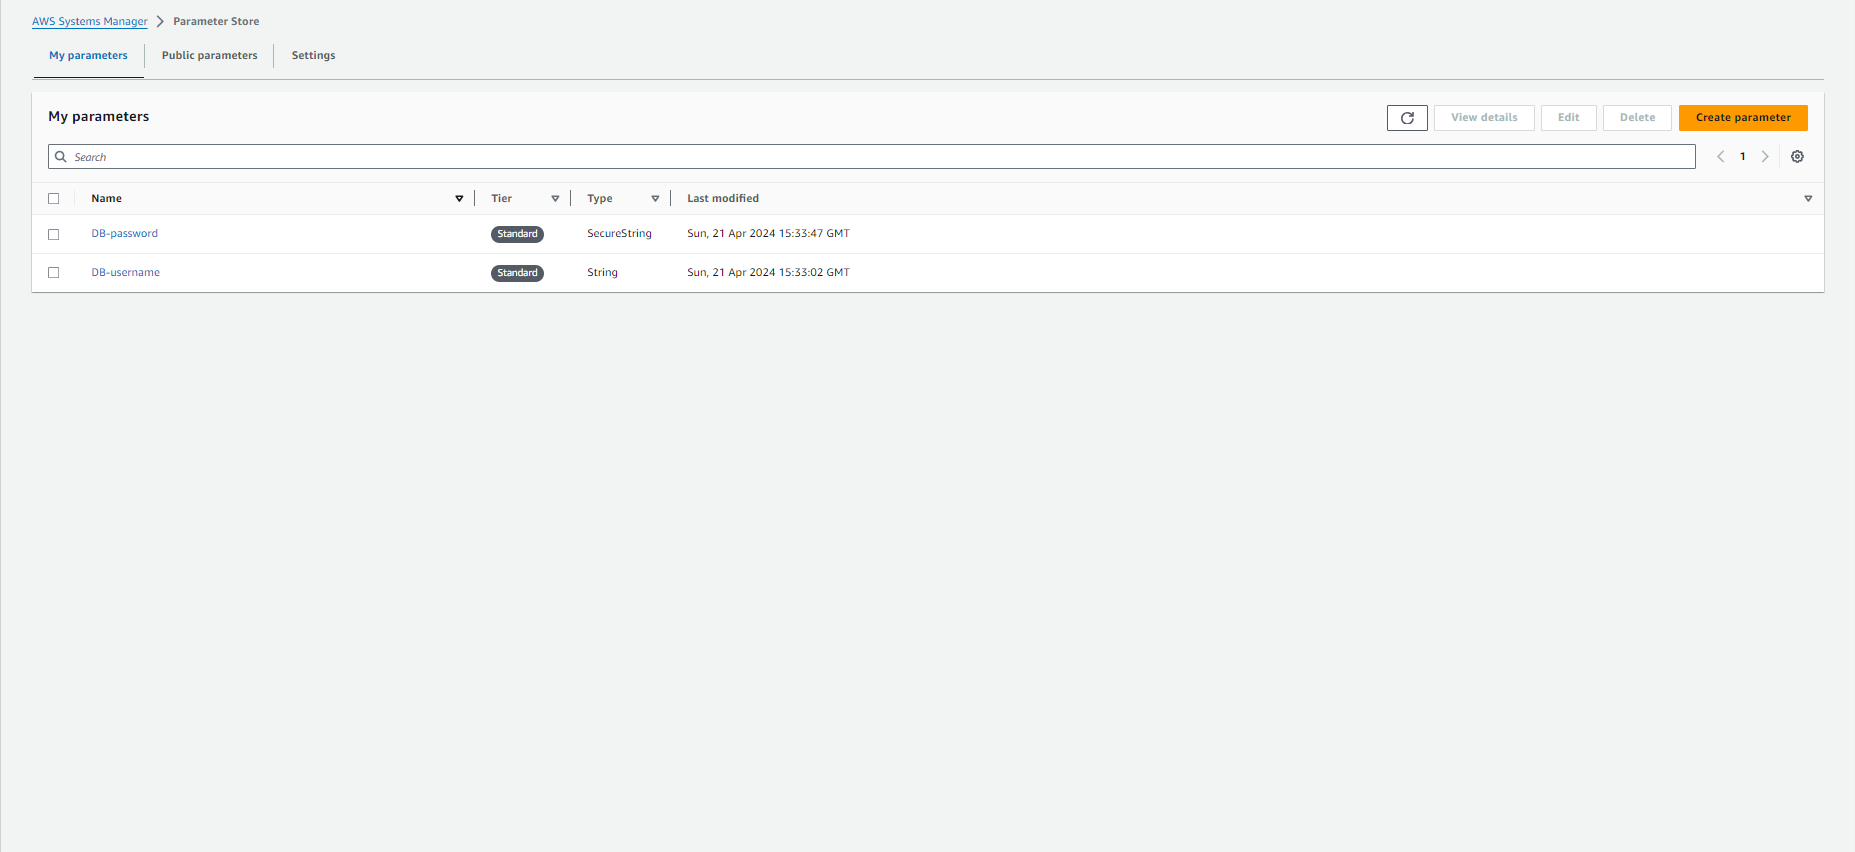 AWS Systems Manager > Parameter Store
My parameters Public parameters Settings
My parameters View details Edit Delete Create parameter
Search 1
Name Tier Type Last modified
DB-password Standard SecureString Sun, 21 Apr 2024 15:33:47 GMT
DB-username Standard String Sun, 21 Apr 2024 15:33:02 GMT